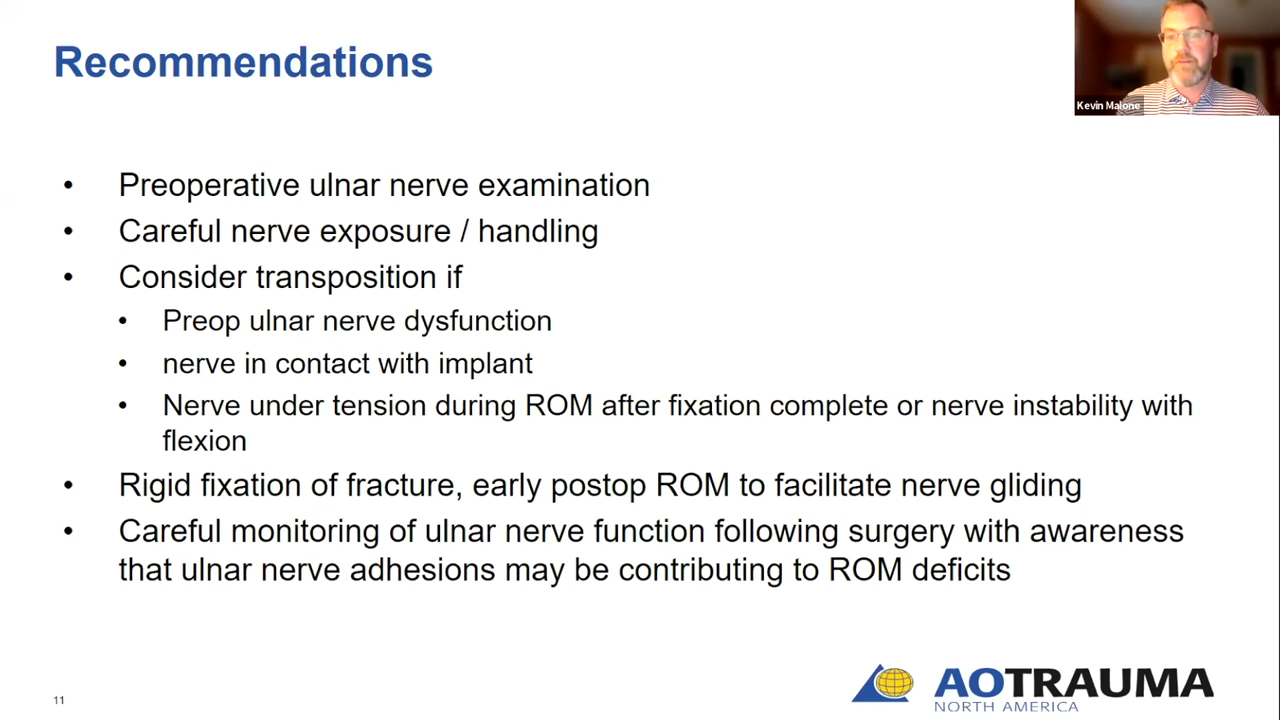 Recommendations
Kevin Malone
• Preoperative ulnar nerve examination
• Careful nerve exposure / handling
• Consider transposition if
• Preop ulnar nerve dysfunction
• nerve in contact with implant
• Nerve under tension during ROM after fixation complete or nerve instability with
flexion
• Rigid fixation of fracture, early postop ROM to facilitate nerve gliding
• Careful monitoring of ulnar nerve function following surgery with awareness
that ulnar nerve adhesions may be contributing to ROM deficits
11
AOTRAUMA
NORTH AMERICA